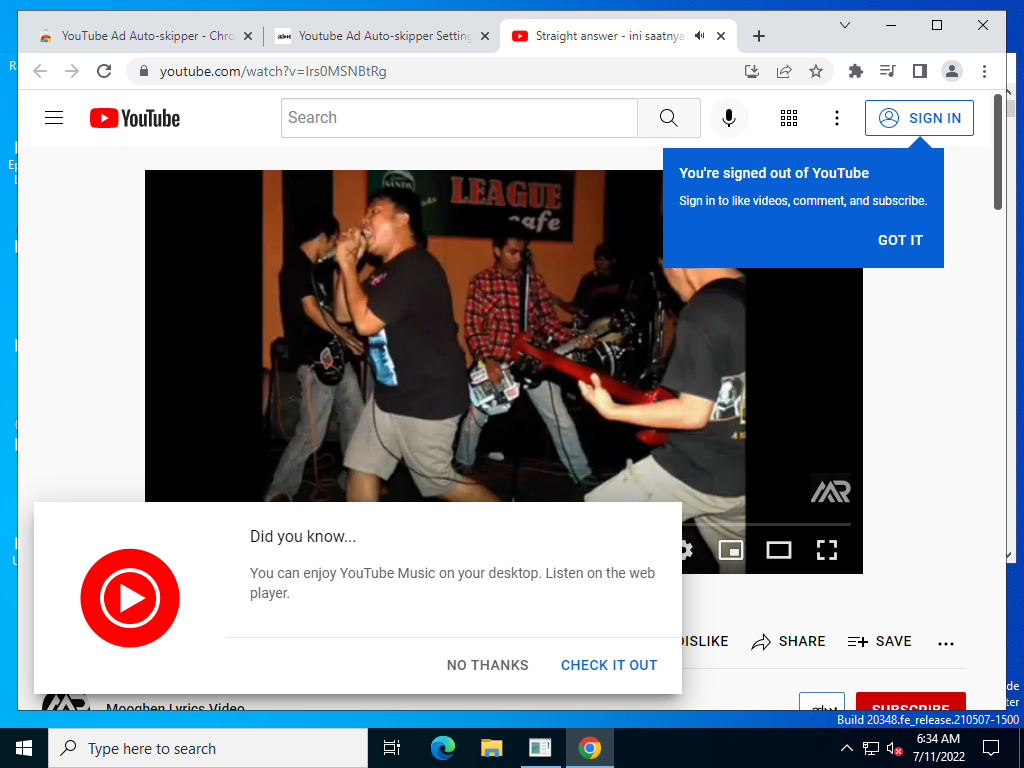 YouTube Ad Auto-skipper - Chro
Youtube Ad Auto-skipper Setting
Straight answer - ini saatnya
youtube.com/watch?v=Irs0MSNBtRg
YouTube
Search
SIGN IN
You're signed out of YouTube
Sign in to like videos, comment, and subscribe.
GOT IT
LEAGUE
cafe
MR
Did you know...
You can enjoy YouTube Music on your desktop. Listen on the web
player.
NO THANKS
CHECK IT OUT
DISLIKE
SHARE
SAVE
Mooghen Lyrics Video
SUBSCRIBE
Build 20348.fe_release.210507-1500
Type here to search
6:34 AM
7/11/2022